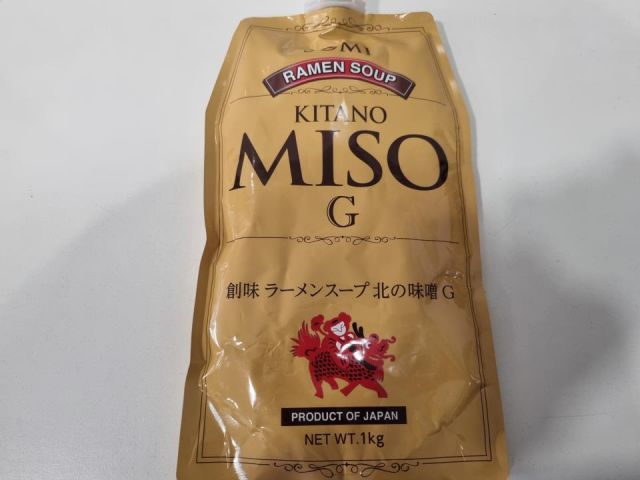 RAMEN SOUP
KITANO
MISO
G
創味 ラーメンスープ 北の味噌 G
PRODUCT OF JAPAN
NET WT.1kg